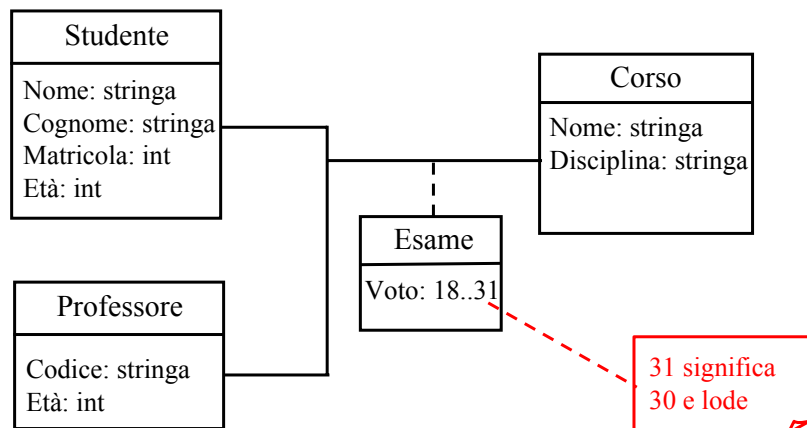 Studente
Nome: stringa
Cognome: stringa
Matricola: int
Età: int
Corso
Nome: stringa
Disciplina: stringa
Esame
Voto: 18..31
Professore
Codice: stringa
Età: int
31 significa
30 e lode